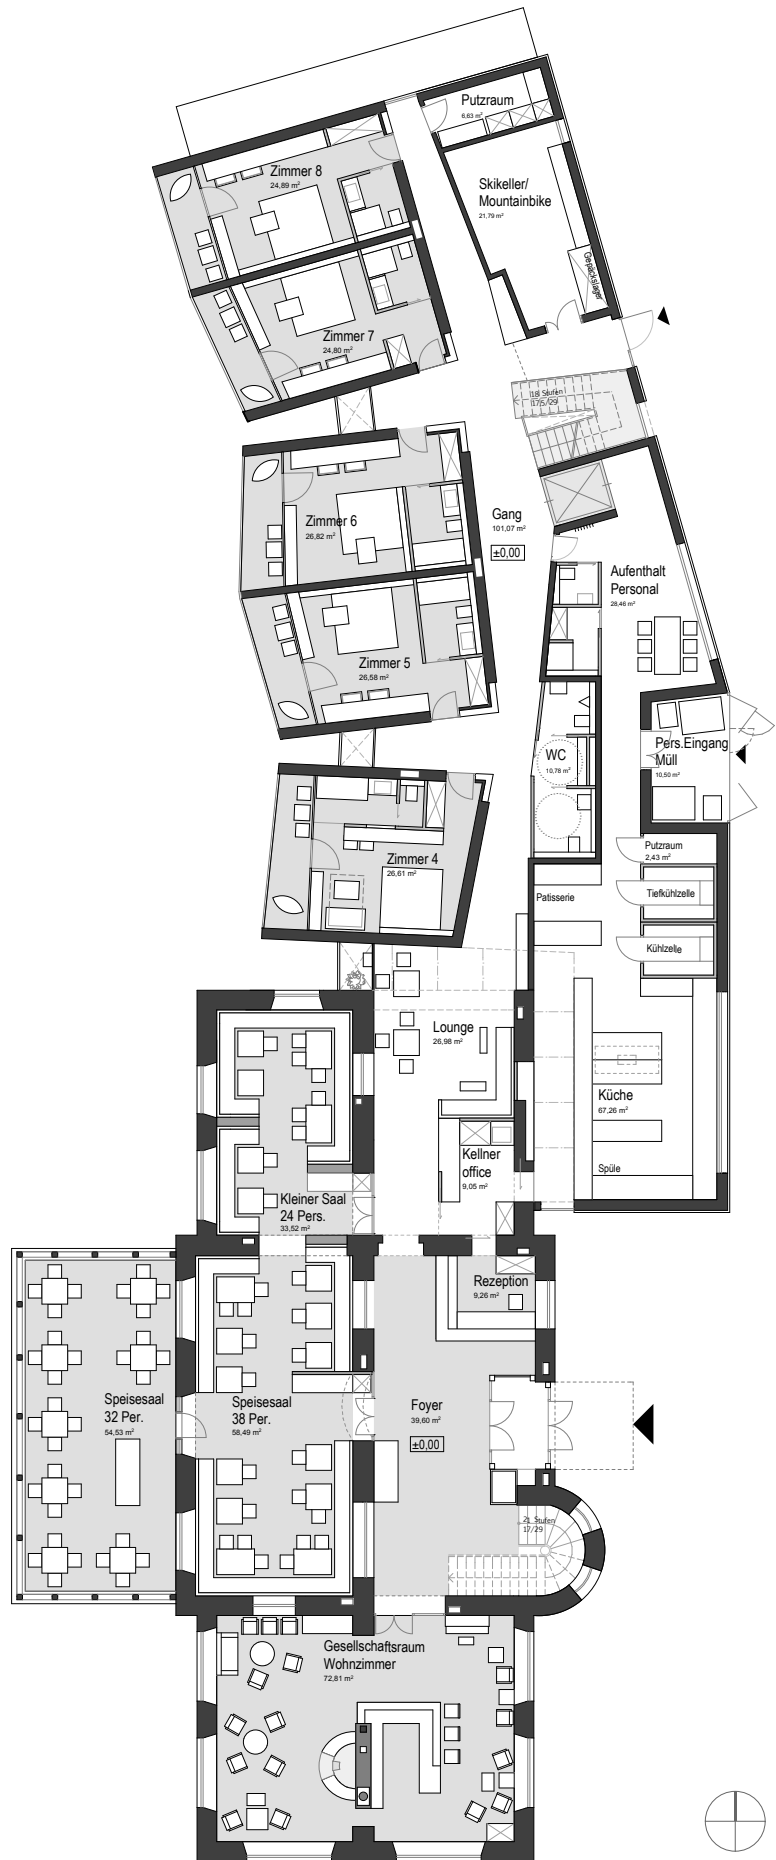 Putzraum
6,63 m²
Zimmer 8
24,89 m²
Skikeller/
Mountainbike
21,79 m²
Gepäckslager
Zimmer 7
24,80 m²
18 Stufen
17,5/29
Zimmer 6
26,82 m²
Gang
101,07 m²
±0,00
Aufenthalt
Personal
28,46 m²
Zimmer 5
26,58 m²
WC
10,78 m²
Pers.Eingang
Müll
10,50 m²
Zimmer 4
26,61 m²
Putzraum
2,43 m²
Patisserie
Tiefkühlzelle
Kühlzelle
Lounge
26,98 m²
Küche
67,26 m²
Kellner
office
9,05 m²
Spüle
Kleiner Saal
24 Pers.
33,52 m²
Rezeption
9,26 m²
Speisesaal
32 Per.
54,53 m²
Speisesaal
38 Per.
58,49 m²
Foyer
39,60 m²
±0,00
21 Stufen
17/29
Gesellschaftsraum
Wohnzimmer
72,81 m²